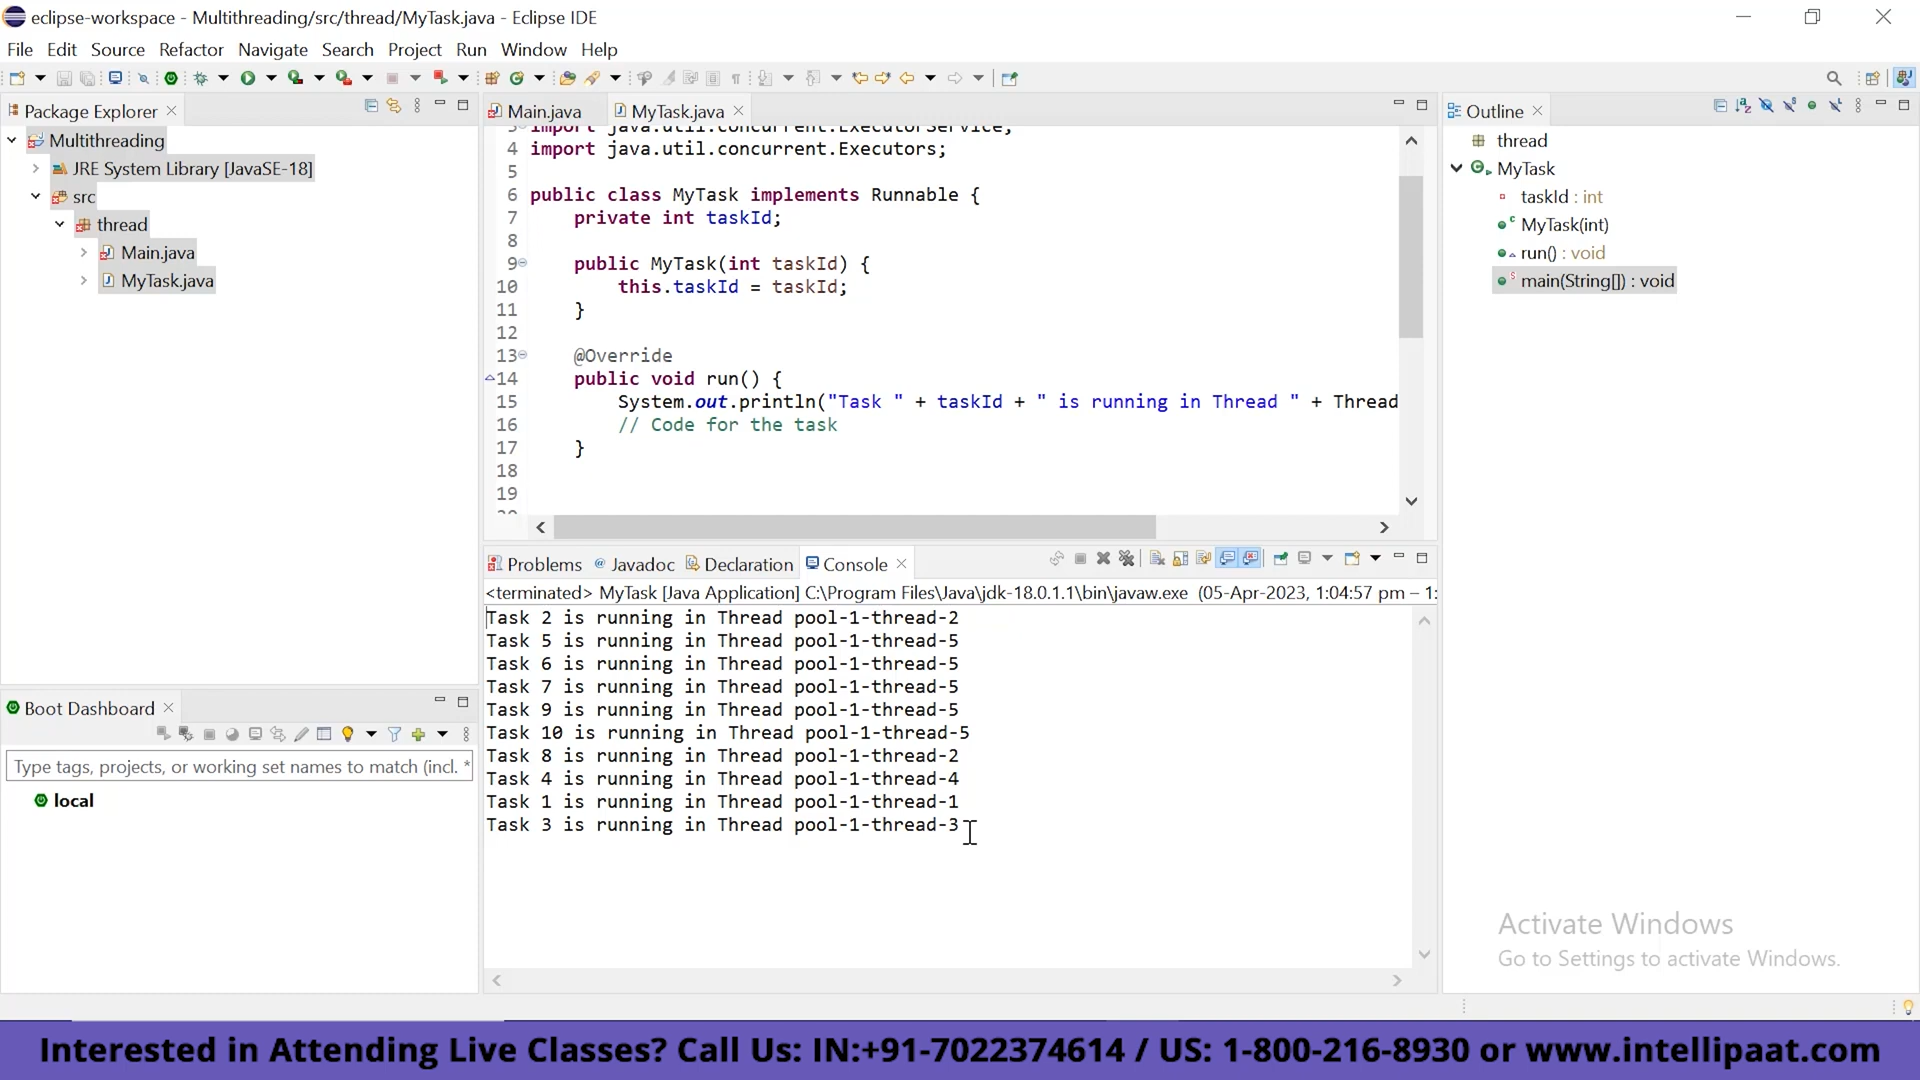 eclipse-workspace - Multithreading/src/thread/MyTask.java - Eclipse IDE
File Edit Source Refactor Navigate Search Project Run Window Help
Package Explorer
Multithreading
JRE System Library [JavaSE-18]
src
thread
Main.java
MyTask.java
Main.java MyTask.java
3 import java.util.concurrent.ExecutorService;
4 import java.util.concurrent.Executors;
5
6 public class MyTask implements Runnable {
7 private int taskId;
8
9 public MyTask(int taskId) {
10 this.taskId = taskId;
11 }
12
13 @Override
14 public void run() {
15 System.out.println("Task " + taskId + " is running in Thread " + Thread
16 // Code for the task
17 }
18
19
Outline
thread
MyTask
taskId : int
MyTask(int)
run() : void
main(String[]) : void
Problems Javadoc Declaration Console
<terminated> MyTask [Java Application] C:\Program Files\Java\jdk-18.0.1.1\bin\javaw.exe (05-Apr-2023, 1:04:57 pm – 1:
Task 2 is running in Thread pool-1-thread-2
Task 5 is running in Thread pool-1-thread-5
Task 6 is running in Thread pool-1-thread-5
Task 7 is running in Thread pool-1-thread-5
Task 9 is running in Thread pool-1-thread-5
Task 10 is running in Thread pool-1-thread-5
Task 8 is running in Thread pool-1-thread-2
Task 4 is running in Thread pool-1-thread-4
Task 1 is running in Thread pool-1-thread-1
Task 3 is running in Thread pool-1-thread-3
Boot Dashboard
Type tags, projects, or working set names to match (incl. *
local
Activate Windows
Go to Settings to activate Windows.
Interested in Attending Live Classes? Call Us: IN:+91-7022374614 / US: 1-800-216-8930 or www.intellipaat.com